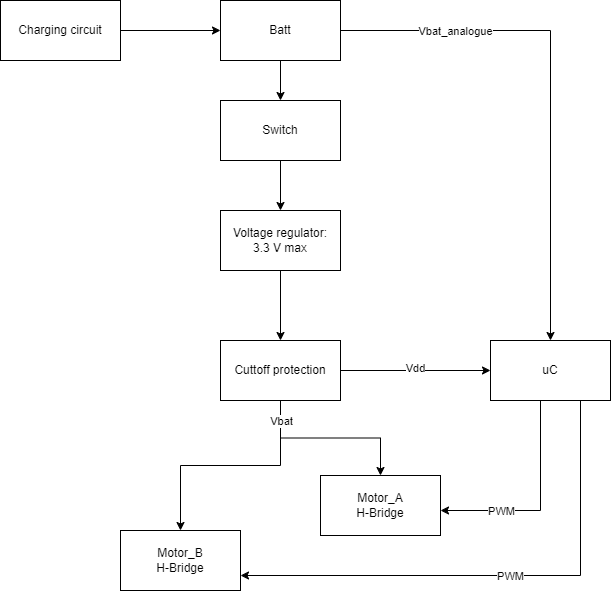 Charging circuit
Batt
Vbat_analogue
Switch
Voltage regulator:
3.3 V max
Cuttoff protection
Vdd
uC
Vbat
Motor_A
H-Bridge
PWM
Motor_B
H-Bridge
PWM